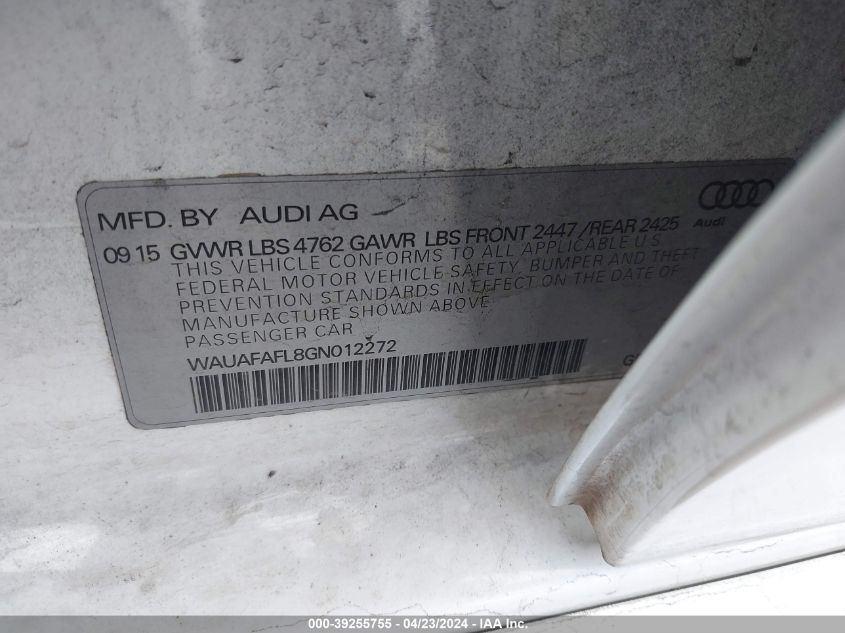 MFD. BY AUDI AG
Audi
09 15 GVWR LBS 4762 GAWR LBS FRONT 2447 /REAR 2425
THIS VEHICLE CONFORMS TO ALL APPLICABLE U S
FEDERAL MOTOR VEHICLE SAFETY, BUMPER AND THEFT
PREVENTION STANDARDS IN EFFECT ON THE DATE OF
MANUFACTURE SHOWN ABOVE
PASSENGER CAR
WAUAFAFL8GN012272
000-39255755 - 04/23/2024 - IAA Inc.